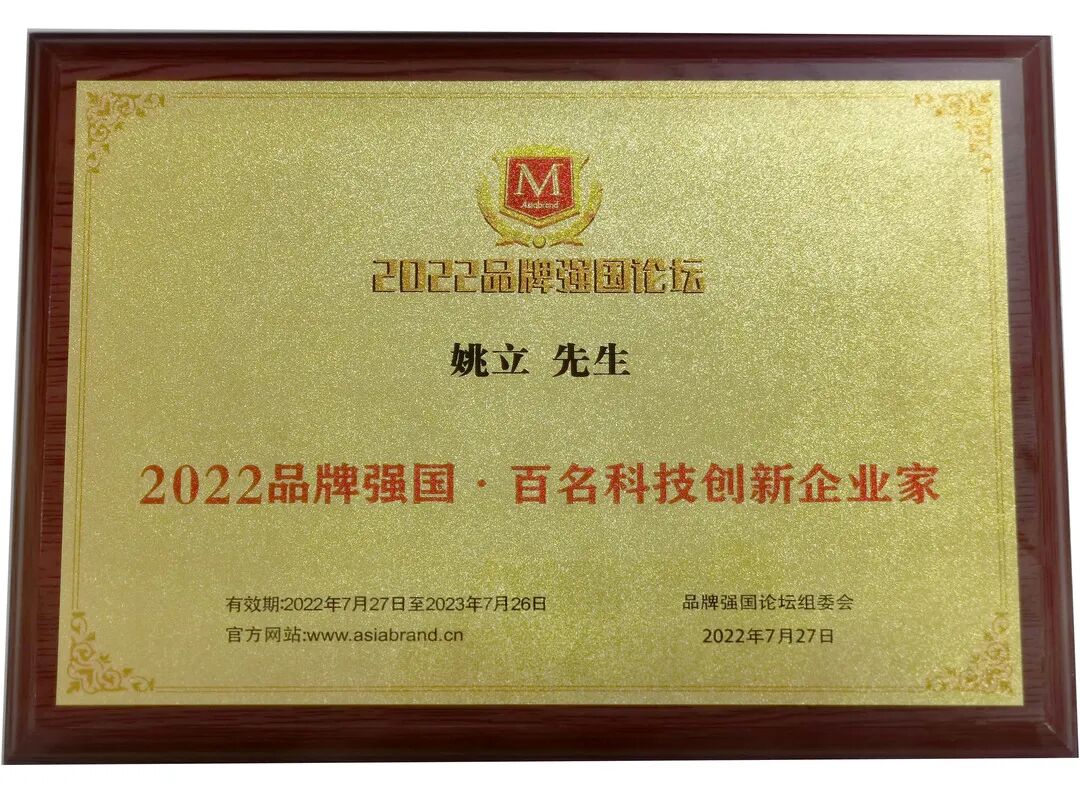 M
Asiabrand
2022品牌强国论坛
姚立 先生
2022品牌强国·百名科技创新企业家
有效期:2022年7月27日至2023年7月26日
官方网站:www.asiabrand.cn
品牌强国论坛组委会
2022年7月27日